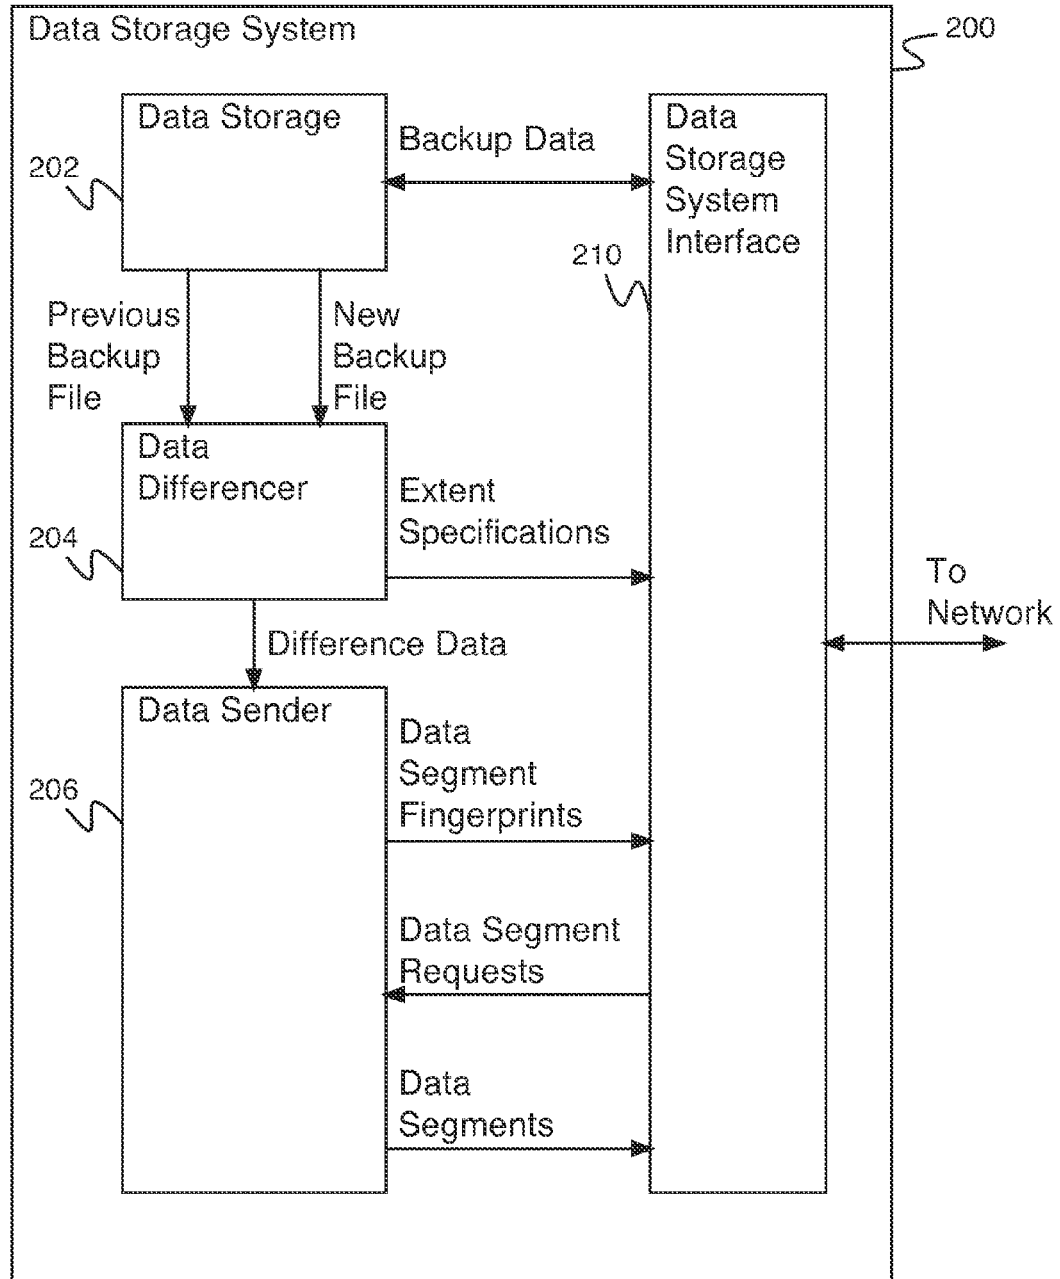 Data Storage System
200
Data Storage
202
Backup Data
Data
Storage
System
Interface
210
Previous
Backup
File
New
Backup
File
Data
Differencer
204
Extent
Specifications
To
Network
Difference Data
Data Sender
206
Data
Segment
Fingerprints
Data Segment
Requests
Data
Segments